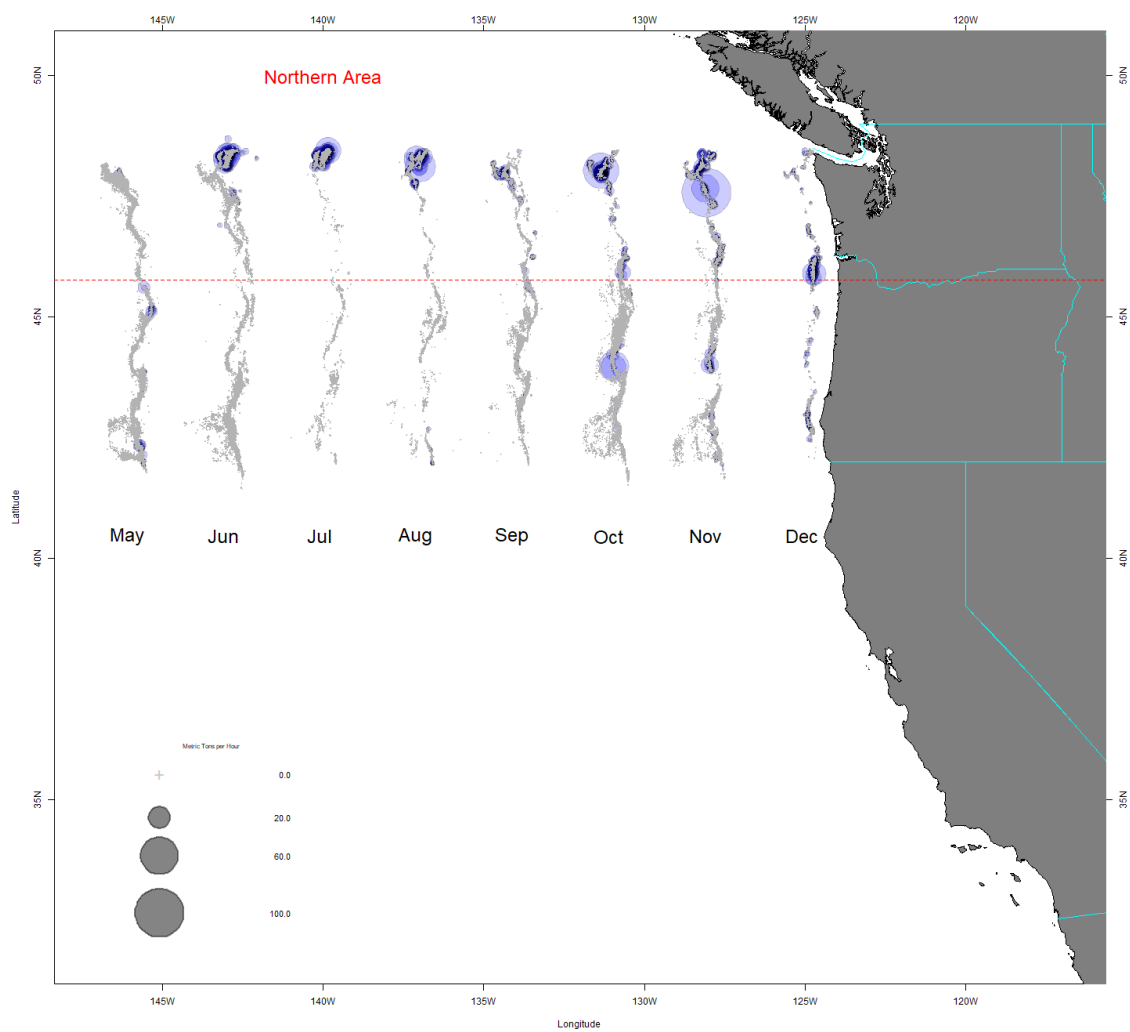 145W 140W 135W 130W 125W 120W
50N 50N
Northern Area
45N 45N
Latitude
May Jun Jul Aug Sep Oct Nov Dec
40N 40N
Metric Tons per Hour
0.0
35N 35N
20.0
60.0
100.0
145W 140W 135W 130W 125W 120W
Longitude